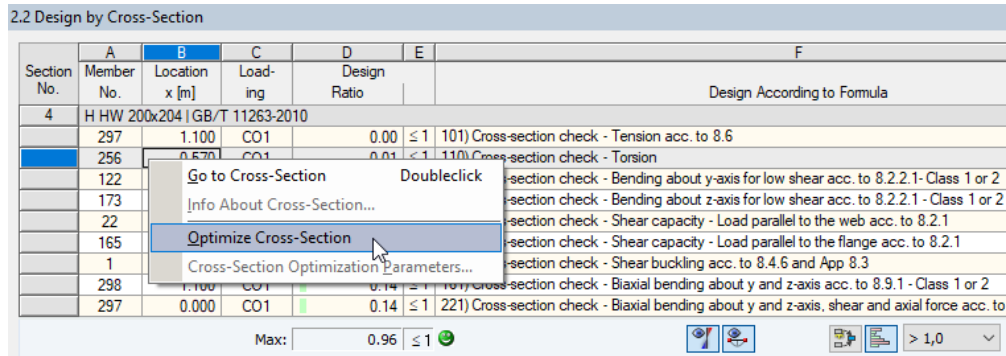 2.2 Design by Cross-Section
A B C D E F
Section Member Location Load- Design
No. No. x [m] ing Ratio Design According to Formula
4 H HW 200x204 | GB/T 11263-2010
297 1.100 CO1 0.00 ≤ 1 101) Cross-section check - Tension acc. to 8.6
256 0.570 CO1 0.01 ≤ 1 110) Cross-section check - Torsion
Go to Cross-Section Doubleclick
122 s-section check - Bending about y-axis for low shear acc. to 8.2.2.1- Class 1 or 2
Info About Cross-Section...
173 s-section check - Bending about z-axis for low shear acc. to 8.2.2.1 - Class 1 or 2
22 s-section check - Shear capacity - Load parallel to the web acc. to 8.2.1
Optimize Cross-Section
165 s-section check - Shear capacity - Load parallel to the flange acc. to 8.2.1
Cross-Section Optimization Parameters...
1 s-section check - Shear buckling acc. to 8.4.6 and App 8.3
298 1.100 CO1 0.14 ≤ 1 161) Cross-section check - Biaxial bending about y and z-axis acc. to 8.9.1 - Class 1 or 2
297 0.000 CO1 0.14 ≤ 1 221) Cross-section check - Biaxial bending about y and z-axis, shear and axial force acc. to
Max: 0.96 ≤ 1 > 1,0